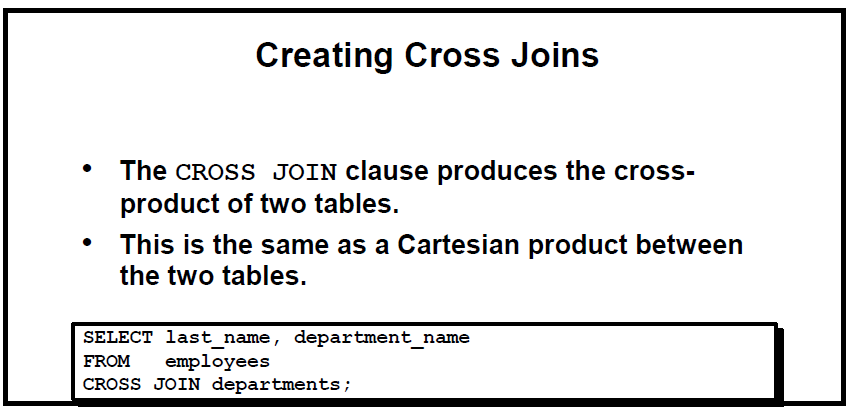 Creating Cross Joins
• The CROSS JOIN clause produces the cross-
product of two tables.
• This is the same as a Cartesian product between
the two tables.
SELECT last_name, department_name
FROM   employees
CROSS JOIN departments;